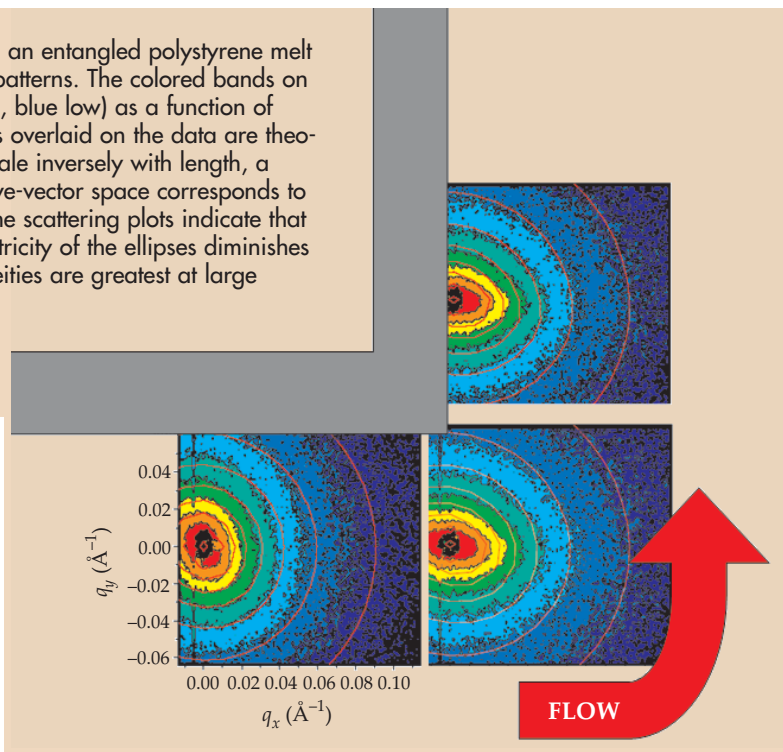 an entangled polystyrene melt
patterns. The colored bands on
, blue low) as a function of
s overlaid on the data are theo-
ale inversely with length, a
ve-vector space corresponds to
ne scattering plots indicate that
tricity of the ellipses diminishes
eities are greatest at large
0.04
0.02
0.00
−0.02
−0.04
−0.06
q_y (Å⁻¹)
0.00 0.02 0.04 0.06 0.08 0.10
q_x (Å⁻¹)
FLOW